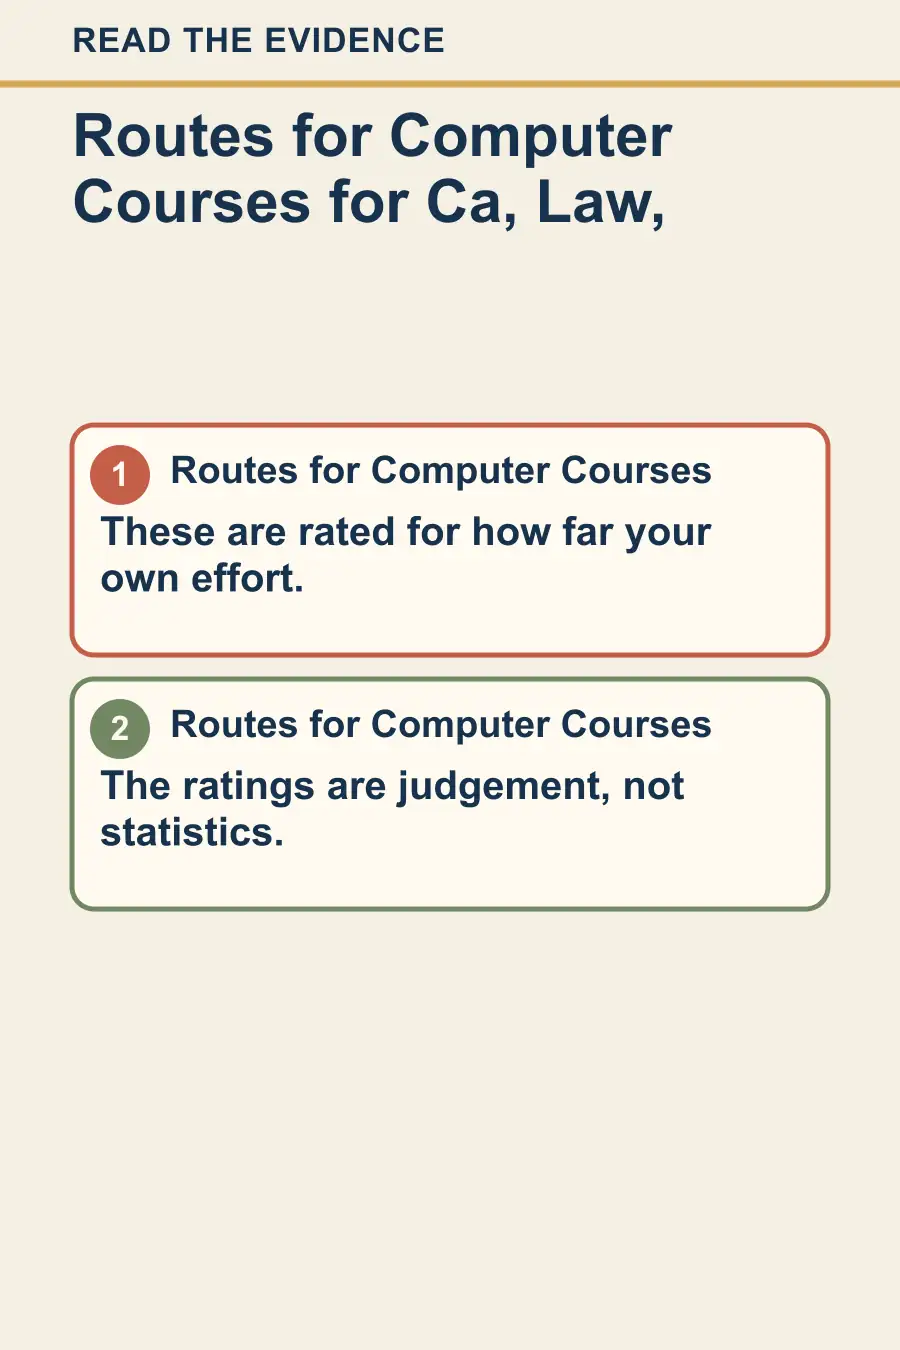 READ THE EVIDENCE
Routes for Computer
Courses for Ca, Law,
1 Routes for Computer Courses
These are rated for how far your
own effort.
2 Routes for Computer Courses
The ratings are judgement, not
statistics.